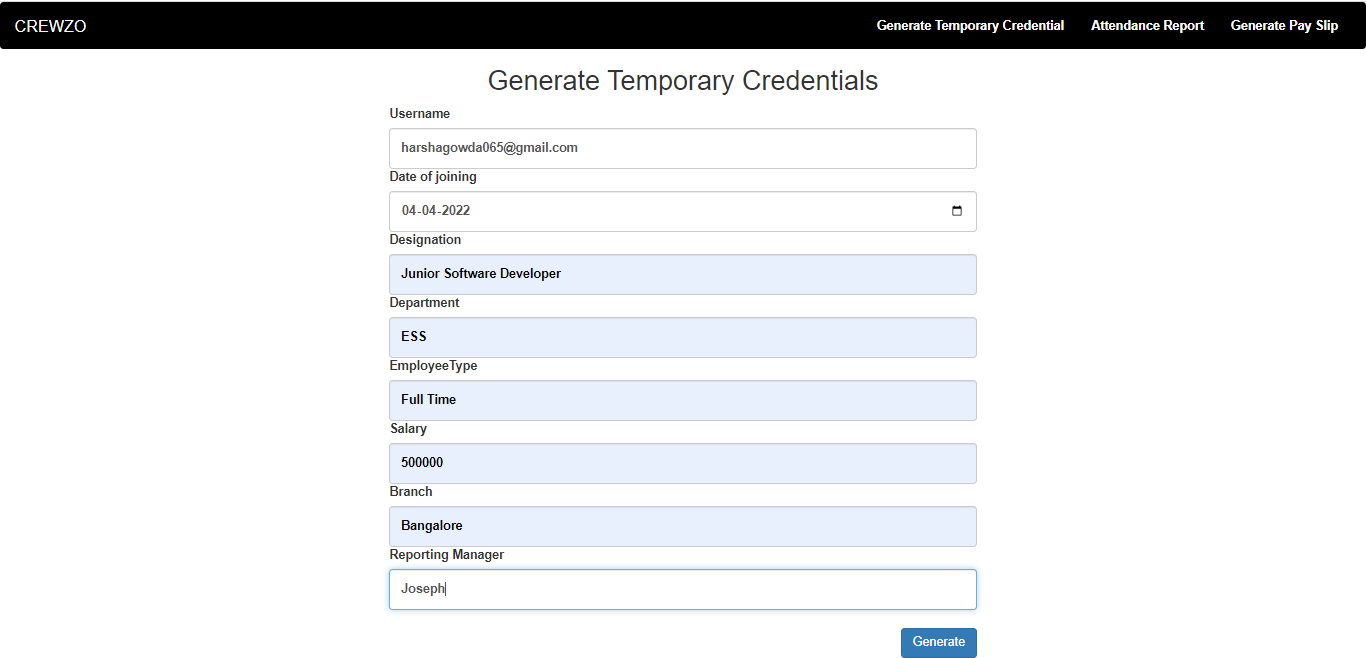 CREWZO
Generate Temporary Credential Attendance Report Generate Pay Slip
Generate Temporary Credentials
Username
harshagowda065@gmail.com
Date of joining
04-04-2022
Designation
Junior Software Developer
Department
ESS
EmployeeType
Full Time
Salary
500000
Branch
Bangalore
Reporting Manager
Joseph
Generate